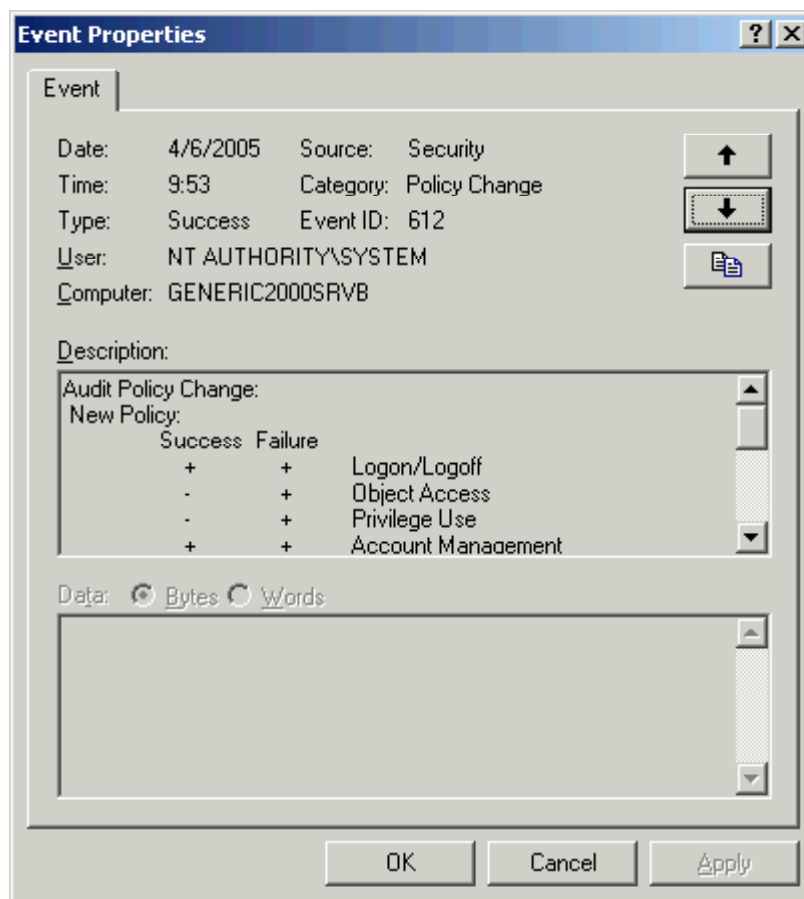 Event Properties
Event
Date: 4/6/2005 Source: Security
Time: 9:53 Category: Policy Change
Type: Success Event ID: 612
User: NT AUTHORITY\SYSTEM
Computer: GENERIC2000SRVB
Description:
Audit Policy Change:
New Policy:
Success Failure
+ + Logon/Logoff
- + Object Access
- + Privilege Use
+ + Account Management
Data: Bytes Words
OK Cancel Apply